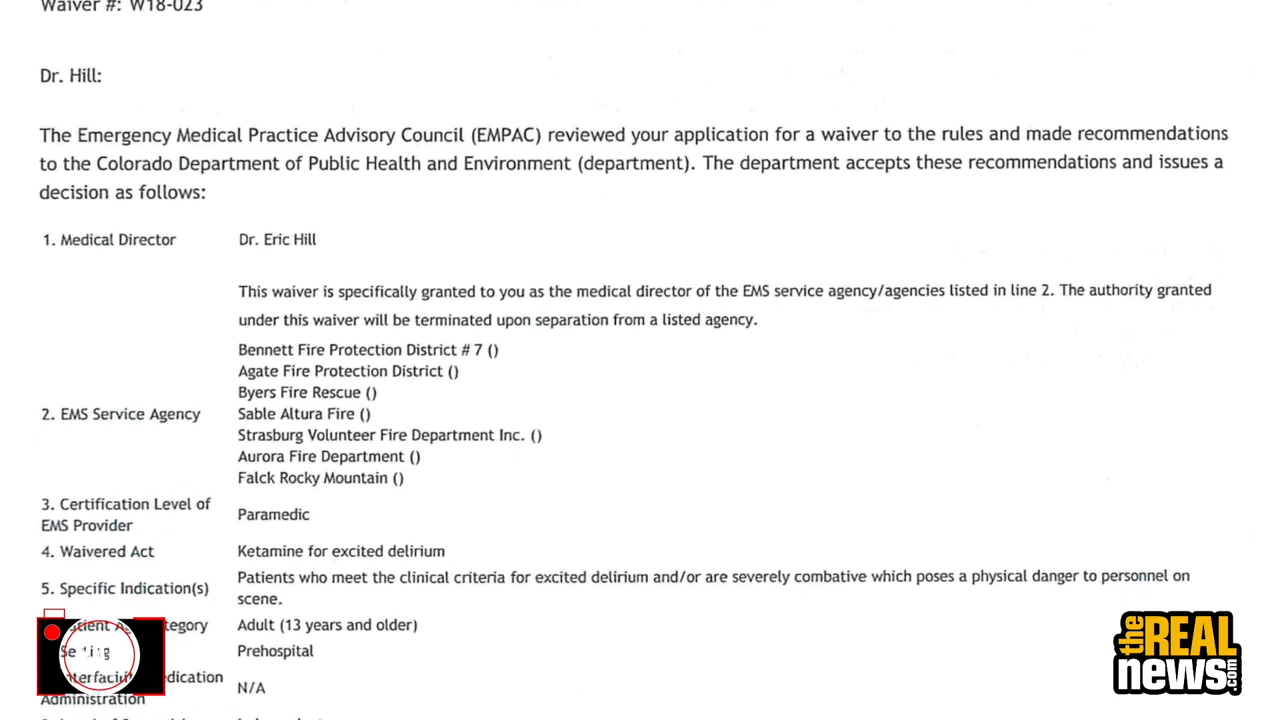 Waiver #: W18-023
Dr. Hill:
The Emergency Medical Practice Advisory Council (EMPAC) reviewed your application for a waiver to the rules and made recommendations
to the Colorado Department of Public Health and Environment (department). The department accepts these recommendations and issues a
decision as follows:
1. Medical Director Dr. Eric Hill
This waiver is specifically granted to you as the medical director of the EMS service agency/agencies listed in line 2. The authority granted
under this waiver will be terminated upon separation from a listed agency.
Bennett Fire Protection District # 7 ()
Agate Fire Protection District ()
Byers Fire Rescue ()
2. EMS Service Agency Sable Altura Fire ()
Strasburg Volunteer Fire Department Inc. ()
Aurora Fire Department ()
Falck Rocky Mountain ()
3. Certification Level of
EMS Provider Paramedic
4. Waivered Act Ketamine for excited delirium
5. Specific Indication(s) Patients who meet the clinical criteria for excited delirium and/or are severely combative which poses a physical danger to personnel on
scene.
Adult (13 years and older)
Prehospital
Administration N/A
the REAL
news.com